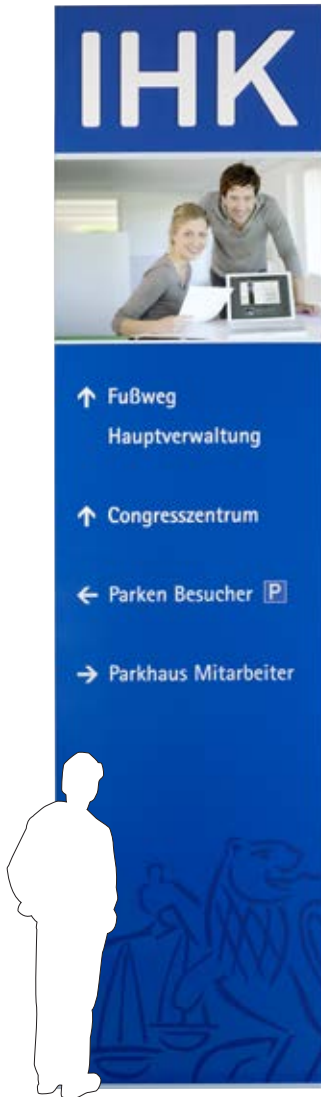 IHK
↑ Fußweg
Hauptverwaltung
↑ Congresszentrum
← Parken Besucher P
→ Parkhaus Mitarbeiter